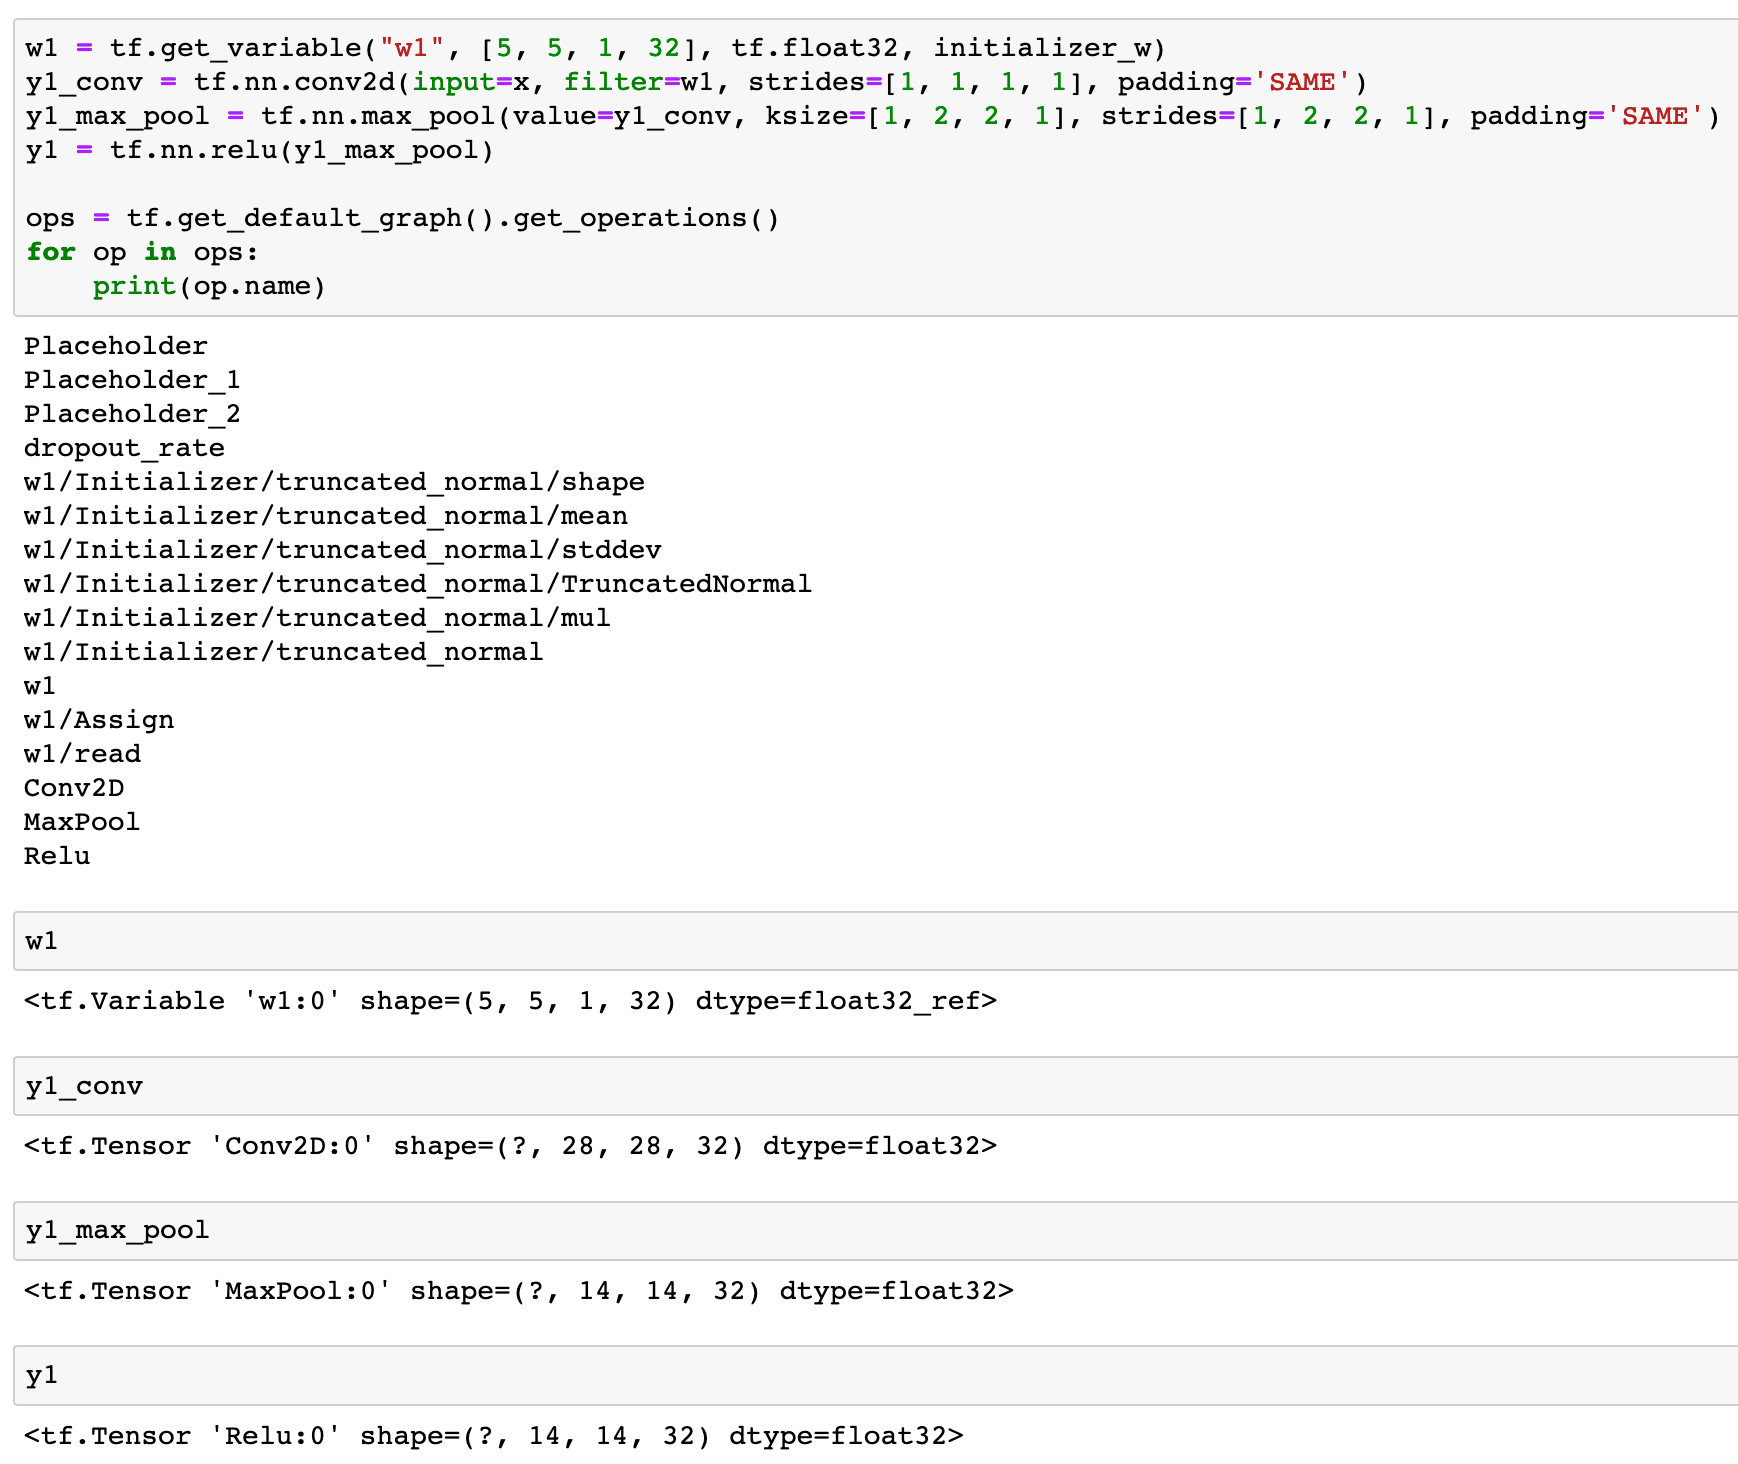 w1 = tf.get_variable("w1", [5, 5, 1, 32], tf.float32, initializer_w)
y1_conv = tf.nn.conv2d(input=x, filter=w1, strides=[1, 1, 1, 1], padding='SAME')
y1_max_pool = tf.nn.max_pool(value=y1_conv, ksize=[1, 2, 2, 1], strides=[1, 2, 2, 1], padding='SAME')
y1 = tf.nn.relu(y1_max_pool)
ops = tf.get_default_graph().get_operations()
for op in ops:
    print(op.name)
Placeholder
Placeholder_1
Placeholder_2
dropout_rate
w1/Initializer/truncated_normal/shape
w1/Initializer/truncated_normal/mean
w1/Initializer/truncated_normal/stddev
w1/Initializer/truncated_normal/TruncatedNormal
w1/Initializer/truncated_normal/mul
w1/Initializer/truncated_normal
w1
w1/Assign
w1/read
Conv2D
MaxPool
Relu
w1
<tf.Variable 'w1:0' shape=(5, 5, 1, 32) dtype=float32_ref>
y1_conv
<tf.Tensor 'Conv2D:0' shape=(?, 28, 28, 32) dtype=float32>
y1_max_pool
<tf.Tensor 'MaxPool:0' shape=(?, 14, 14, 32) dtype=float32>
y1
<tf.Tensor 'Relu:0' shape=(?, 14, 14, 32) dtype=float32>